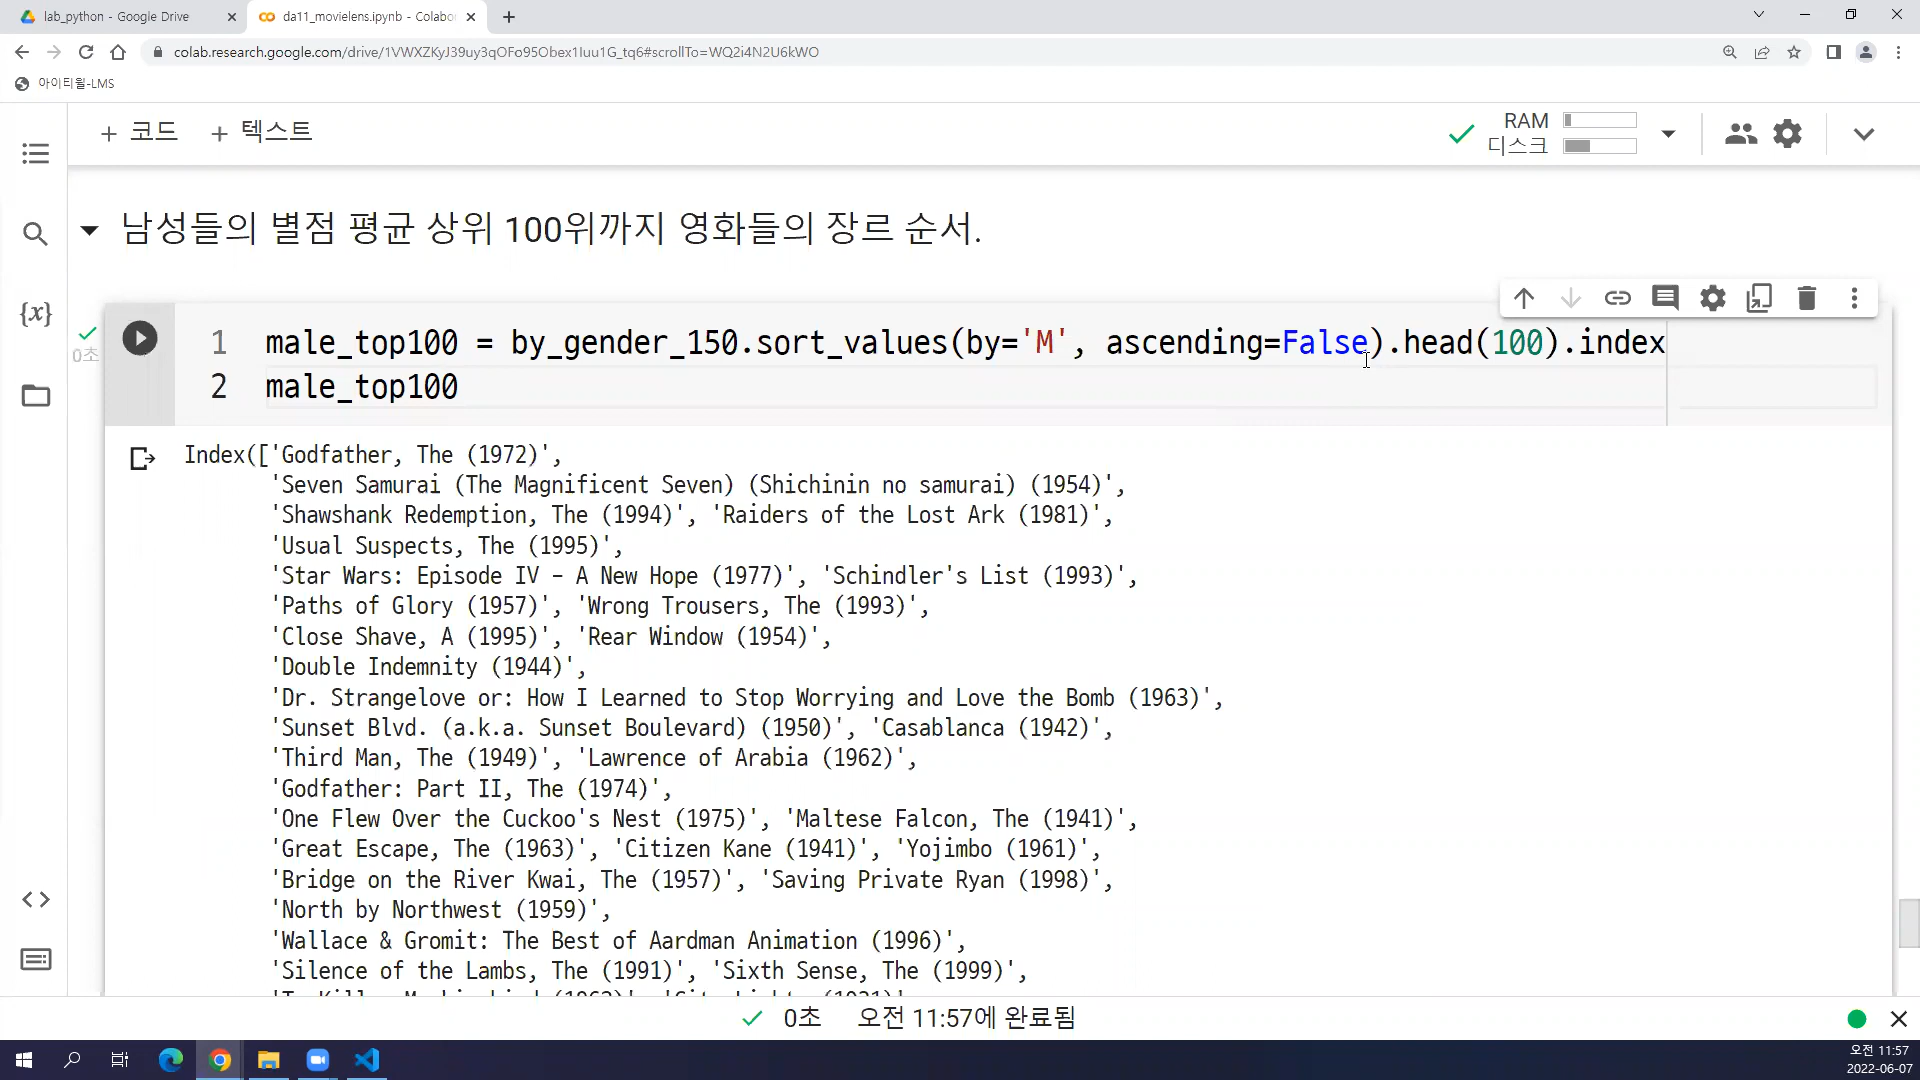 lab_python - Google Drive
da11_movielens.ipynb - Colabo
colab.research.google.com/drive/1VWXZKyJ39uy3qOFo95Obex1Iuu1G_tq6#scrollTo=WQ2i4N2U6kWO
아이티윌-LMS
+ 코드 + 텍스트
RAM
디스크
남성들의 별점 평균 상위 100위까지 영화들의 장르 순서.
{x}
0초
1 male_top100 = by_gender_150.sort_values(by='M', ascending=False).head(100).index
2 male_top100
Index(['Godfather, The (1972)',
'Seven Samurai (The Magnificent Seven) (Shichinin no samurai) (1954)',
'Shawshank Redemption, The (1994)', 'Raiders of the Lost Ark (1981)',
'Usual Suspects, The (1995)',
'Star Wars: Episode IV - A New Hope (1977)', 'Schindler's List (1993)',
'Paths of Glory (1957)', 'Wrong Trousers, The (1993)',
'Close Shave, A (1995)', 'Rear Window (1954)',
'Double Indemnity (1944)',
'Dr. Strangelove or: How I Learned to Stop Worrying and Love the Bomb (1963)',
'Sunset Blvd. (a.k.a. Sunset Boulevard) (1950)', 'Casablanca (1942)',
'Third Man, The (1949)', 'Lawrence of Arabia (1962)',
'Godfather: Part II, The (1974)',
'One Flew Over the Cuckoo's Nest (1975)', 'Maltese Falcon, The (1941)',
'Great Escape, The (1963)', 'Citizen Kane (1941)', 'Yojimbo (1961)',
'Bridge on the River Kwai, The (1957)', 'Saving Private Ryan (1998)',
'North by Northwest (1959)',
'Wallace & Gromit: The Best of Aardman Animation (1996)',
'Silence of the Lambs, The (1991)', 'Sixth Sense, The (1999)',
0초 오전 11:57에 완료됨
오전 11:57
2022-06-07